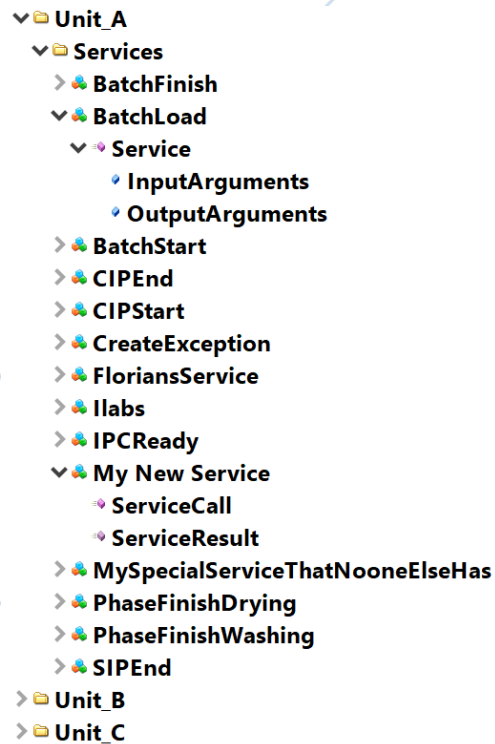 Unit_A
Services
BatchFinish
BatchLoad
Service
InputArguments
OutputArguments
BatchStart
CIPEnd
CIPStart
CreateException
FloriansService
Ilabs
IPCReady
My New Service
ServiceCall
ServiceResult
MySpecialServiceThatNooneElseHas
PhaseFinishDrying
PhaseFinishWashing
SIPEnd
Unit_B
Unit_C